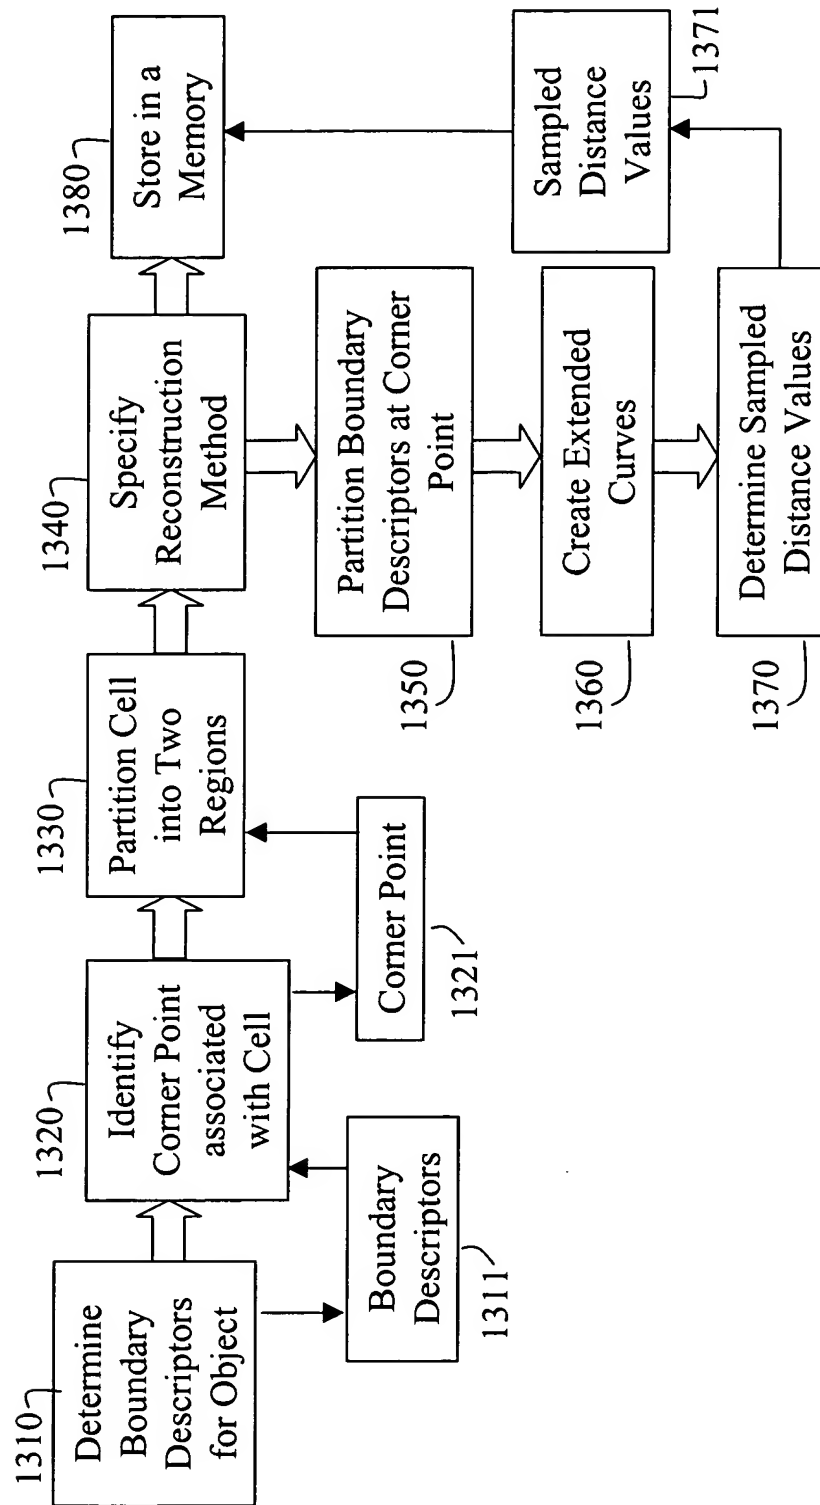 1310
Determine
Boundary
Descriptors
for Object
Boundary
Descriptors
1311
1320
Identify
Corner Point
associated
with Cell
Corner Point
1321
1330
Partition Cell
into Two
Regions
1340
Specify
Reconstruction
Method
1380
Store in a
Memory
Partition Boundary
Descriptors at Corner
Point
1350
Create Extended
Curves
1360
Determine Sampled
Distance Values
1370
Sampled
Distance
Values
1371